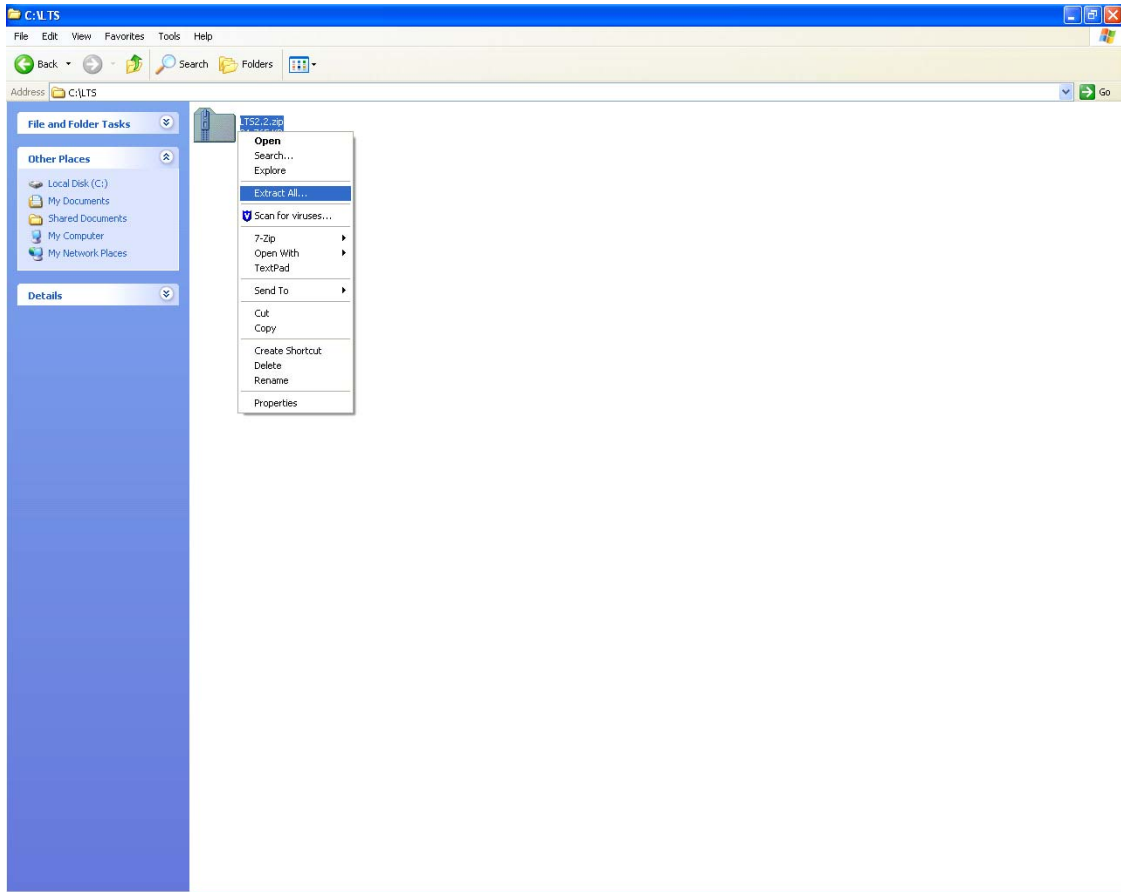 C:\LTS
File Edit View Favorites Tools Help
Back Search Folders
Address C:\LTS Go
File and Folder Tasks
Other Places
Local Disk (C:)
My Documents
Shared Documents
My Computer
My Network Places
Details
LTS2.2.zip
Open
Search...
Explore
Extract All...
Scan for viruses...
7-Zip
Open With
TextPad
Send To
Cut
Copy
Create Shortcut
Delete
Rename
Properties